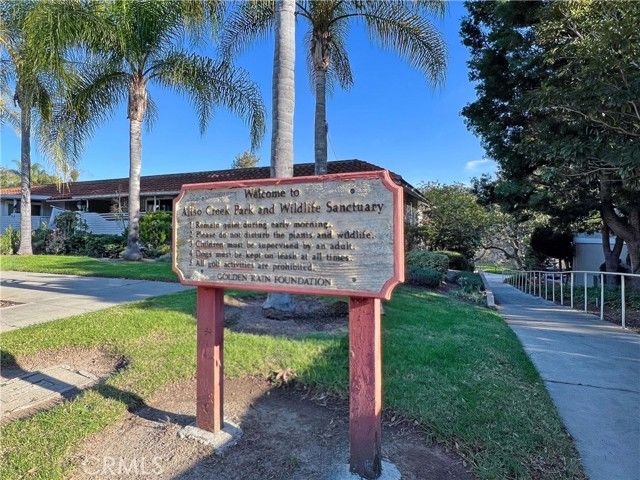 Welcome to
Aliso Creek Park and Wildlife Sanctuary
1 Remain quiet during early morning.
2 Please do not disturb the plants and wildlife.
3 Children must be supervised by an adult.
4 Dogs must be kept on leash at all times.
5 golf activities are prohibited.
GOLDEN RAIN FOUNDATION
CRMLS